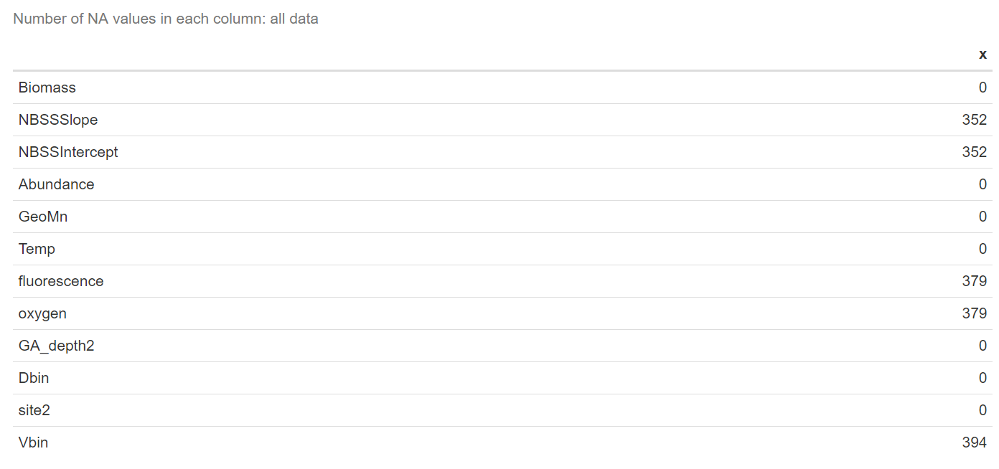 Number of NA values in each column: all data
x
Biomass 0
NBSSSlope 352
NBSSIntercept 352
Abundance 0
GeoMn 0
Temp 0
fluorescence 379
oxygen 379
GA_depth2 0
Dbin 0
site2 0
Vbin 394